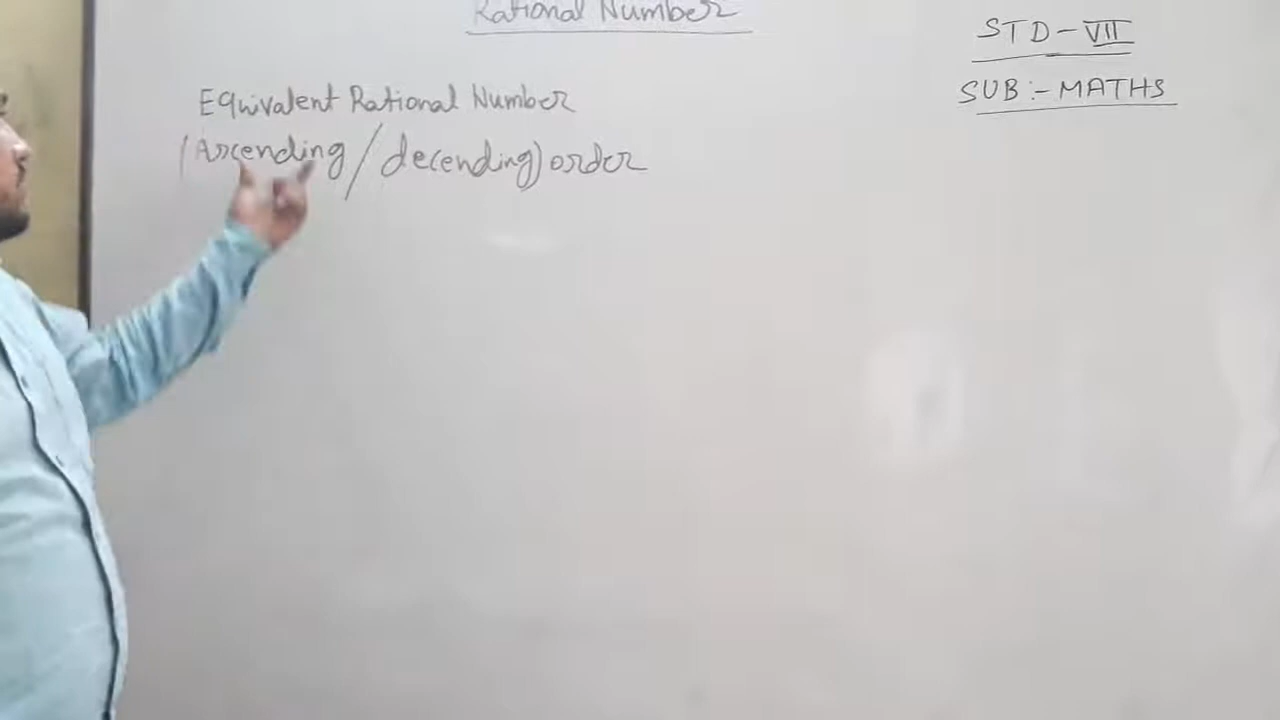 Rational Number
STD-VII
SUB:-MATHS
Equivalent Rational Number
(Ascending/decending) order